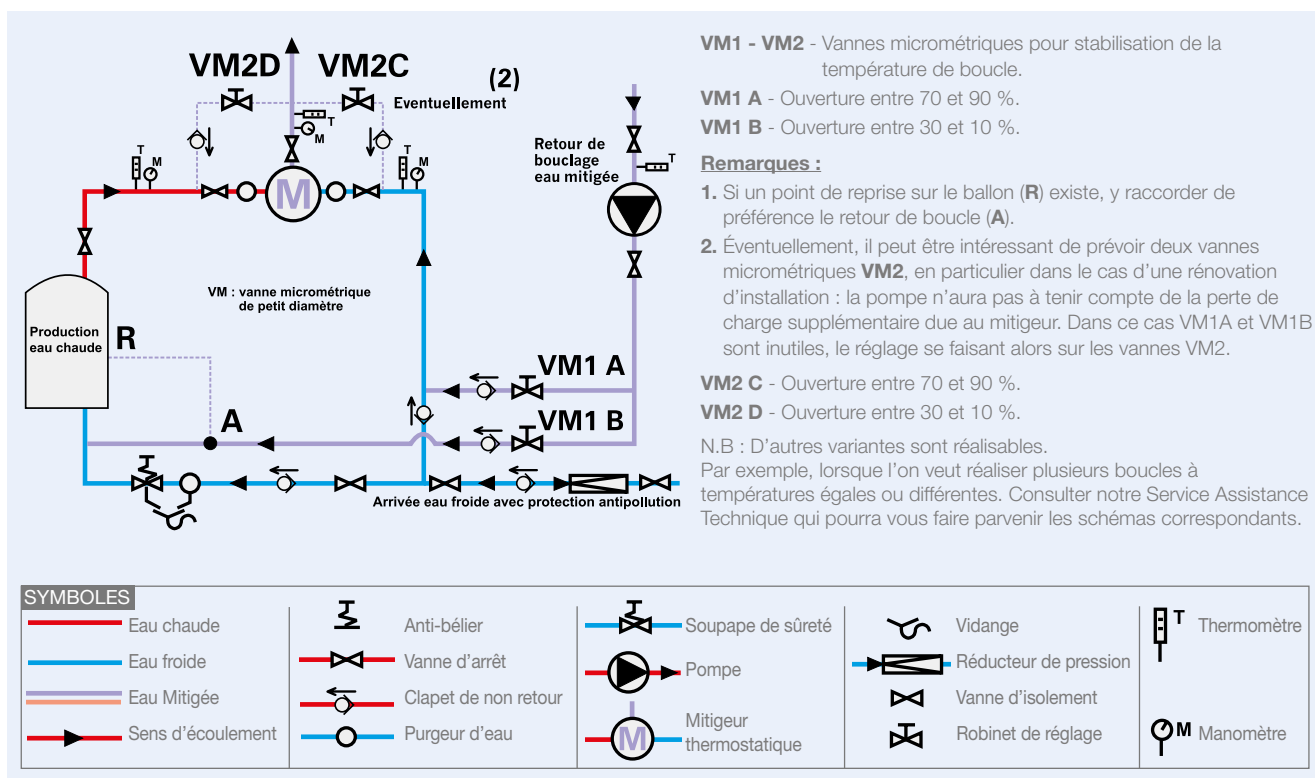 VM2D
VM2C
(2)
Eventuellement
T
M
T
M
T
M
M
Retour de
bouclage
eau mitigée
T
VM : vanne micrométrique
de petit diamètre
Production
eau chaude
R
A
VM1 A
VM1 B
Arrivée eau froide avec protection antipollution
VM1 - VM2 - Vannes micrométriques pour stabilisation de la
température de boucle.
VM1 A - Ouverture entre 70 et 90 %.
VM1 B - Ouverture entre 30 et 10 %.
Remarques :
1. Si un point de reprise sur le ballon (R) existe, y raccorder de
préférence le retour de boucle (A).
2. Éventuellement, il peut être intéressant de prévoir deux vannes
micrométriques VM2, en particulier dans le cas d'une rénovation
d'installation : la pompe n'aura pas à tenir compte de la perte de
charge supplémentaire due au mitigeur. Dans ce cas VM1A et VM1B
sont inutiles, le réglage se faisant alors sur les vannes VM2.
VM2 C - Ouverture entre 70 et 90 %.
VM2 D - Ouverture entre 30 et 10 %.
N.B : D'autres variantes sont réalisables.
Par exemple, lorsque l'on veut réaliser plusieurs boucles à
températures égales ou différentes. Consulter notre Service Assistance
Technique qui pourra vous faire parvenir les schémas correspondants.
SYMBOLES
Eau chaude
Eau froide
Eau Mitigée
Sens d'écoulement
Anti-bélier
Vanne d'arrêt
Clapet de non retour
Purgeur d'eau
Soupape de sûreté
Pompe
M
Mitigeur
thermostatique
Vidange
Réducteur de pression
Vanne d'isolement
Robinet de réglage
T
Thermomètre
M
Manomètre